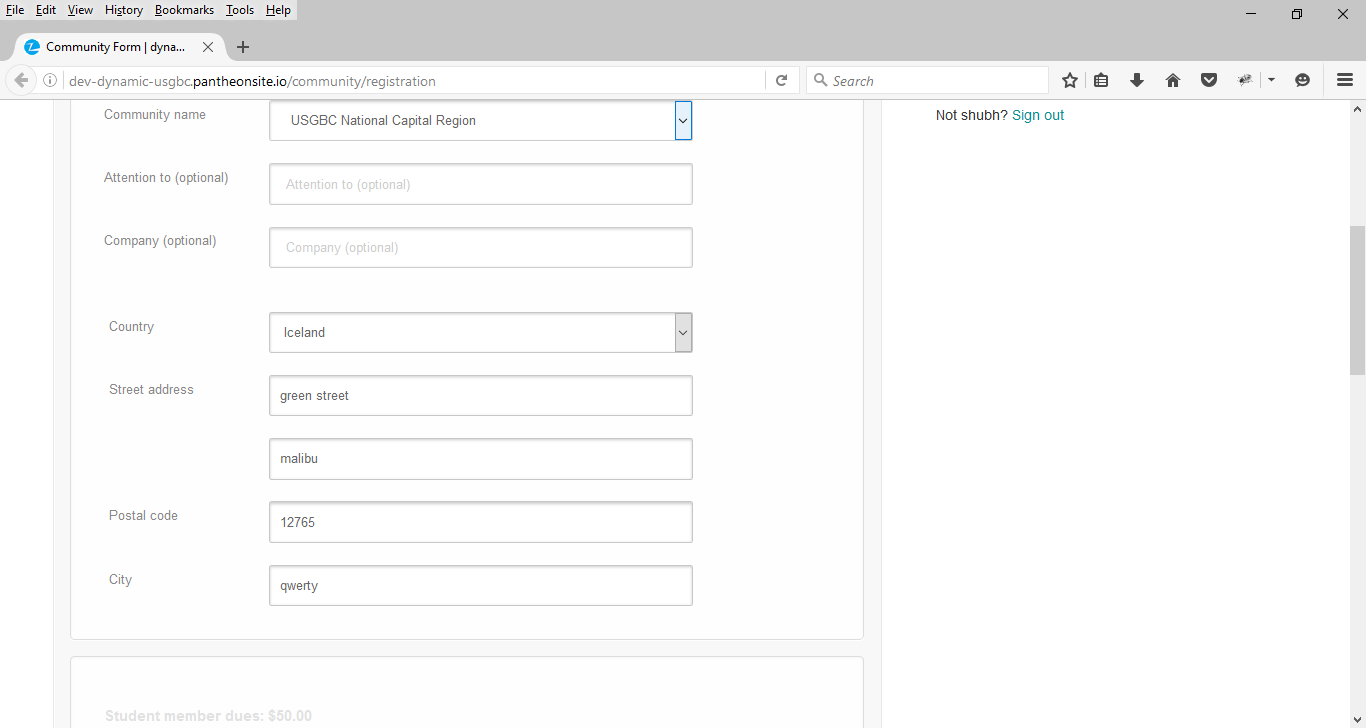 File Edit View History Bookmarks Tools Help
Community Form | dyna...
dev-dynamic-usgbc.pantheonsite.io/community/registration
Search
Community name
USGBC National Capital Region
Not shubh? Sign out
Attention to (optional)
Attention to (optional)
Company (optional)
Company (optional)
Country
Iceland
Street address
green street
malibu
Postal code
12765
City
qwerty
Student member dues: $50.00